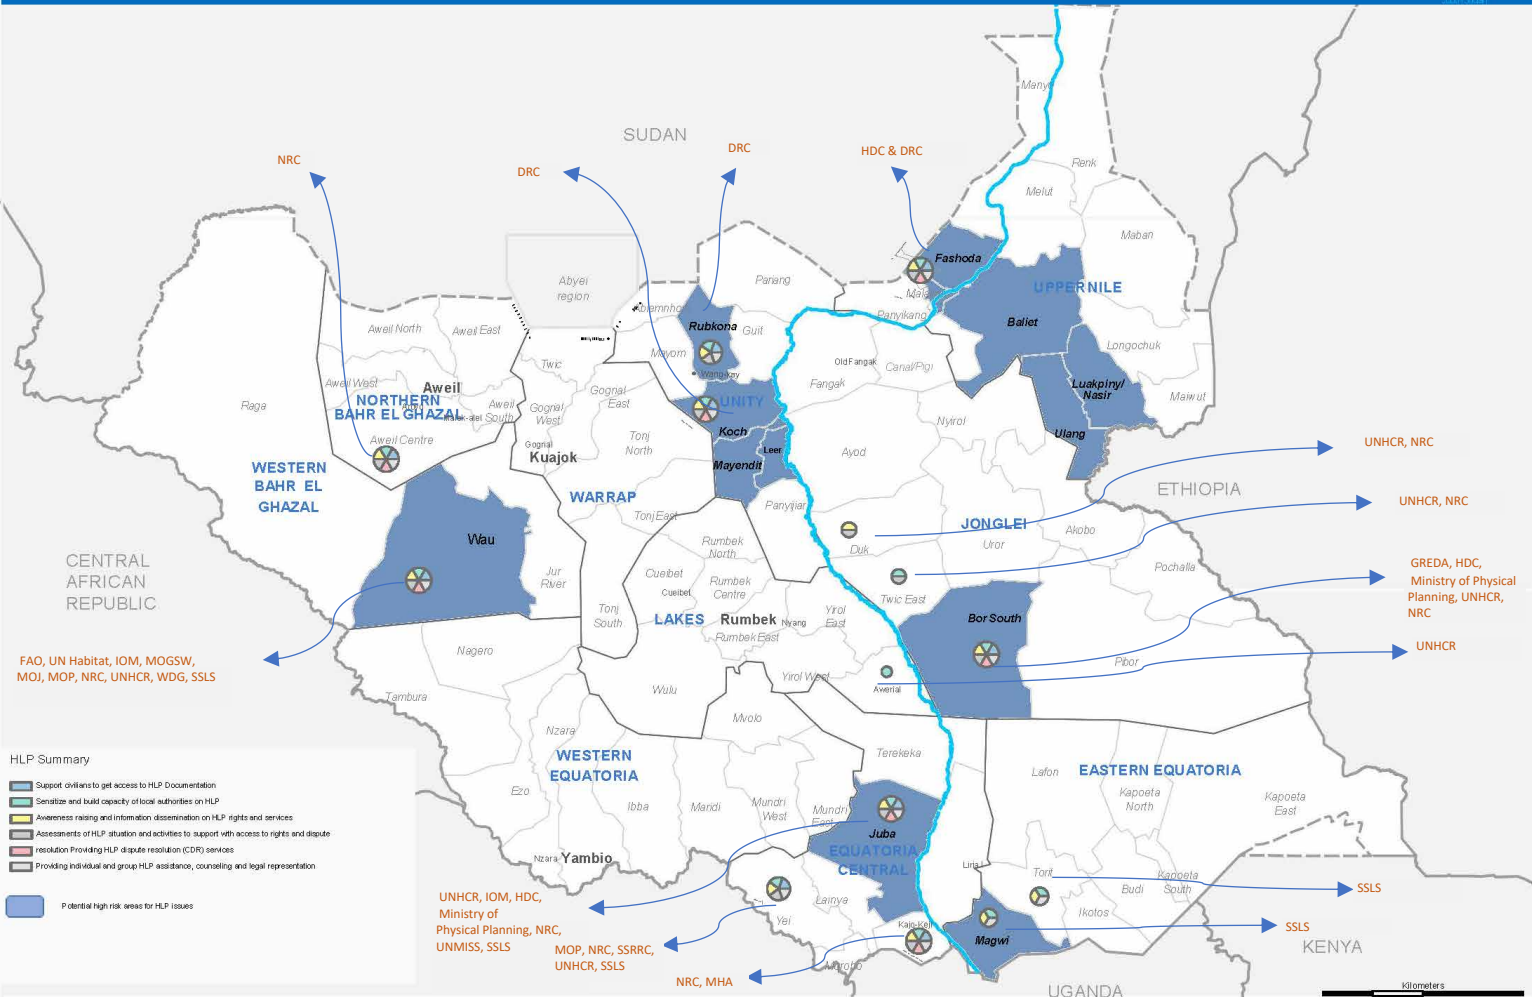 SUDAN
Manyo
Renk
Melut
Maban
NRC
DRC
DRC
HDC & DRC
Abyei
region
Pariang
Fashoda
UPPER NILE
Panyikang
Baliet
Longochuk
Luakpiny/
Nasir
Maiwut
Ulang
Abiemnhom
Rubkona
Guit
Mayom
Wang-kay
UNITY
Koch
Leer
Mayendit
Panyijiar
Old Fangak
Fangak
Canal/Pigi
Nyirol
Ayod
Aweil North
Aweil East
Aweil West
Aweil
NORTHERN
BAHR EL GHAZAL
Aweil
South
Aweil Centre
Raga
WESTERN
BAHR EL
GHAZAL
Twic
Gognal
East
Gognal
West
Gognal
Kuajok
Tonj
North
WARRAP
Tonj East
Tonj
South
Wau
Jur
River
CENTRAL
AFRICAN
REPUBLIC
ETHIOPIA
JONGLEI
Duk
Uror
Akobo
Pochalla
Twic East
Bor South
Pibor
UNHCR, NRC
UNHCR, NRC
GREDA, HDC,
Ministry of Physical
Planning, UNHCR,
NRC
UNHCR
Rumbek
North
Cueibet
Cueibet
Rumbek
Centre
LAKES
Rumbek
Nyang
Rumbek East
Yirol
East
Yirol West
Awerial
Wulu
FAO, UN Habitat, IOM, MOGSW,
MOJ, MOP, NRC, UNHCR, WDG, SSLS
Nagero
Tambura
Nzara
WESTERN
EQUATORIA
Ezo
Ibba
Maridi
Mvolo
Mundri
West
Mundri
East
Nzara
Yambio
Terekeka
Juba
EQUATORIA
CENTRAL
Lainya
Yei
Kajo-Keji
Morobo
Lafon
EASTERN EQUATORIA
Kapoeta
North
Kapoeta
East
Kapoeta
South
Torit
Budi
Ikotos
Magwi
SSLS
SSLS
KENYA
UGANDA
UNHCR, IOM, HDC,
Ministry of
Physical Planning, NRC,
UNMISS, SSLS
MOP, NRC, SSRRC,
UNHCR, SSLS
NRC, MHA
HLP Summary
Support civilians to get access to HLP Documentation
Sensitize and build capacity of local authorities on HLP
Awareness raising and information dissemination on HLP rights and services
Assessments of HLP situation and activities to support with access to rights and dispute
resolution Providing HLP dispute resolution (CDR) services
Providing individual and group HLP assistance, counseling and legal representation
Potential high risk areas for HLP issues
Kilometers